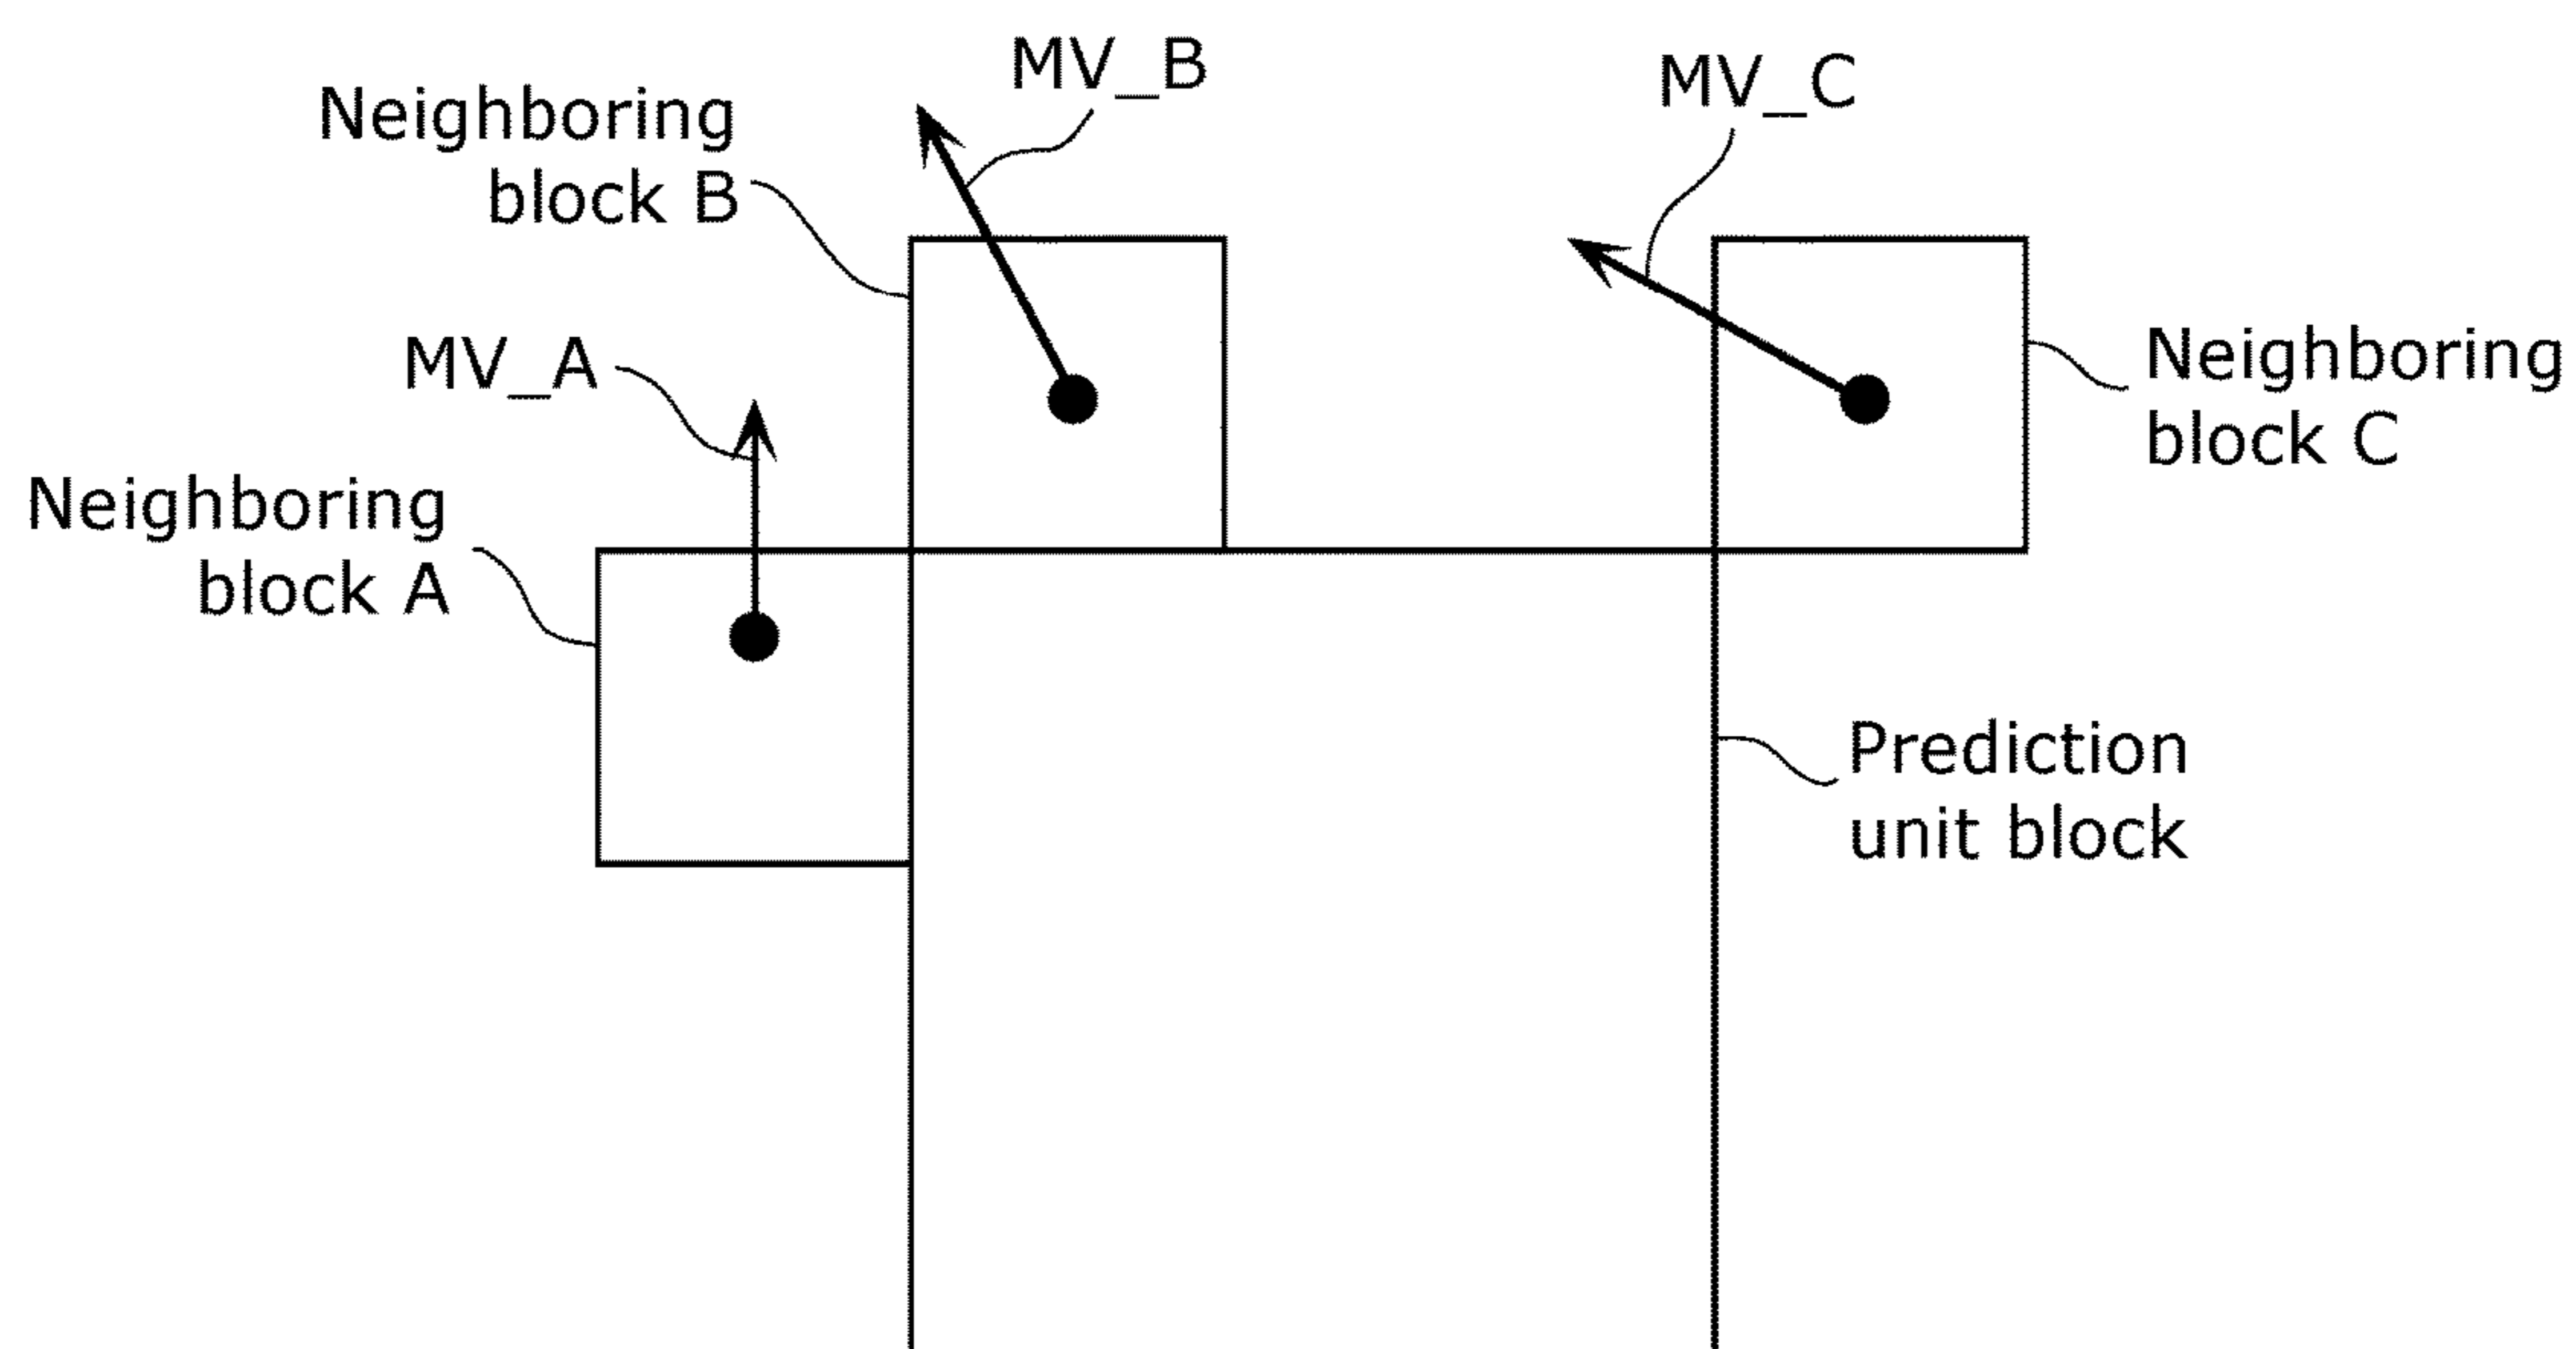 MV_B
MV_C
Neighboring
block B
MV_A
Neighboring
block C
Neighboring
block A
Prediction
unit block